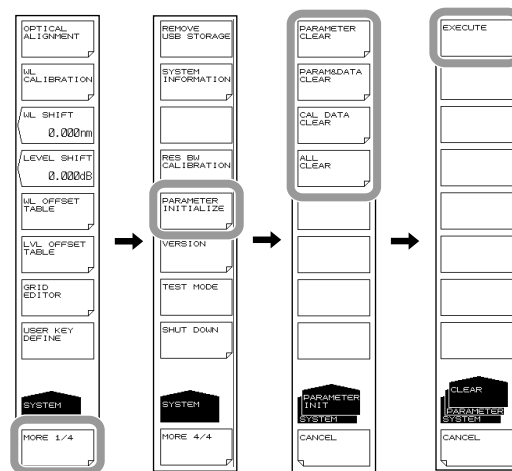 OPTICAL
ALIGNMENT
WL
CALIBRATION
WL SHIFT
0.000nm
LEVEL SHIFT
0.000dB
WL OFFSET
TABLE
LVL OFFSET
TABLE
GRID
EDITOR
USER KEY
DEFINE
SYSTEM
MORE 1/4
REMOVE
USB STORAGE
SYSTEM
INFORMATION
RES BW
CALIBRATION
PARAMETER
INITIALIZE
VERSION
TEST MODE
SHUT DOWN
SYSTEM
MORE 4/4
PARAMETER
CLEAR
PARAM&DATA
CLEAR
CAL DATA
CLEAR
ALL
CLEAR
PARAMETER
INIT
SYSTEM
CANCEL
EXECUTE
CLEAR
PARAMETER
SYSTEM
CANCEL